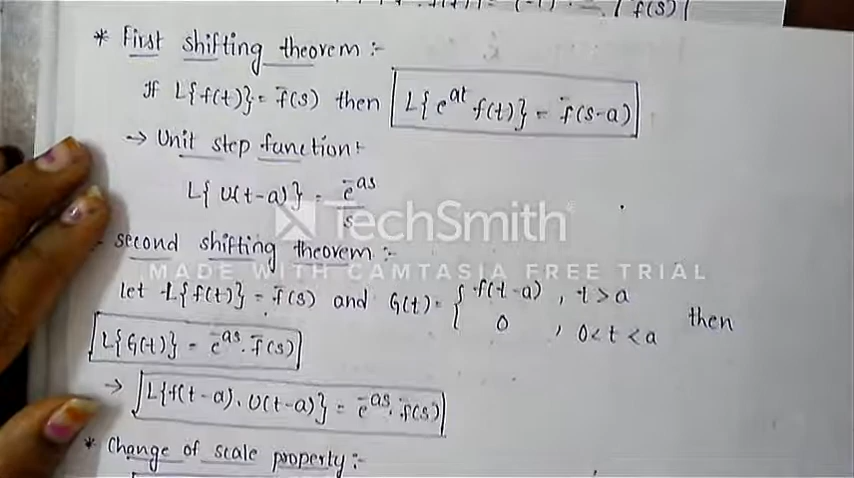 * First shifting theorem :-
If L{f(t)} = f̄(s) then L{e^at f(t)} = f̄(s-a)
→ Unit step function:
L{U(t-a)} = e^-as / s
TechSmith
MADE WITH CAMTASIA FREE TRIAL
second shifting theorem :-
Let L{f(t)} = f̄(s) and G(t) = { f(t-a) , t>a
0 , 0<t<a then
L{G(t)} = e^-as . f̄(s)
→ L{f(t-a). U(t-a)} = e^-as . f̄(s)
* Change of scale property :-